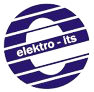 elektro - its